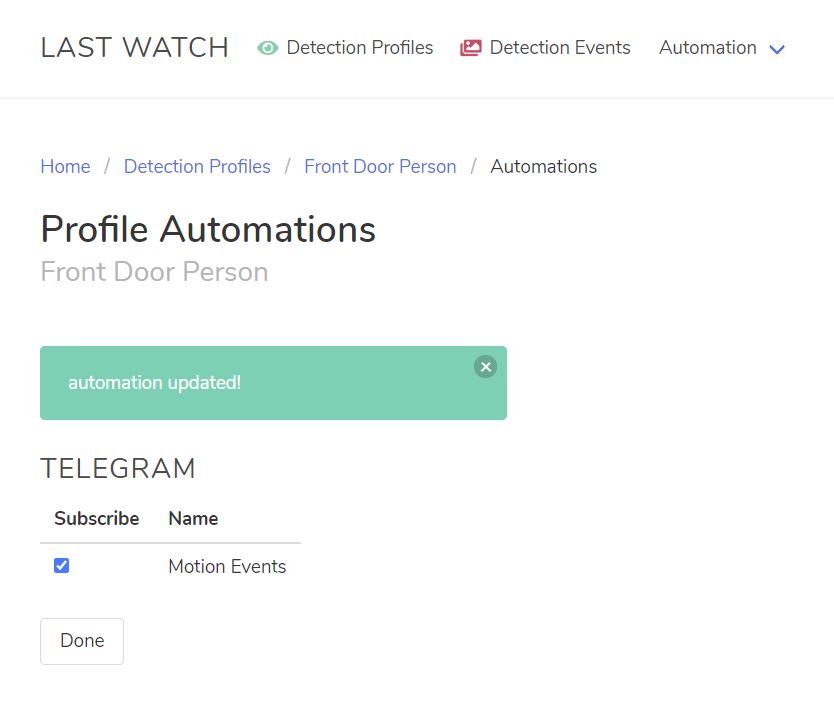 LAST WATCH Detection Profiles Detection Events Automation
Home / Detection Profiles / Front Door Person / Automations
Profile Automations
Front Door Person
automation updated!
TELEGRAM
Subscribe Name
Motion Events
Done